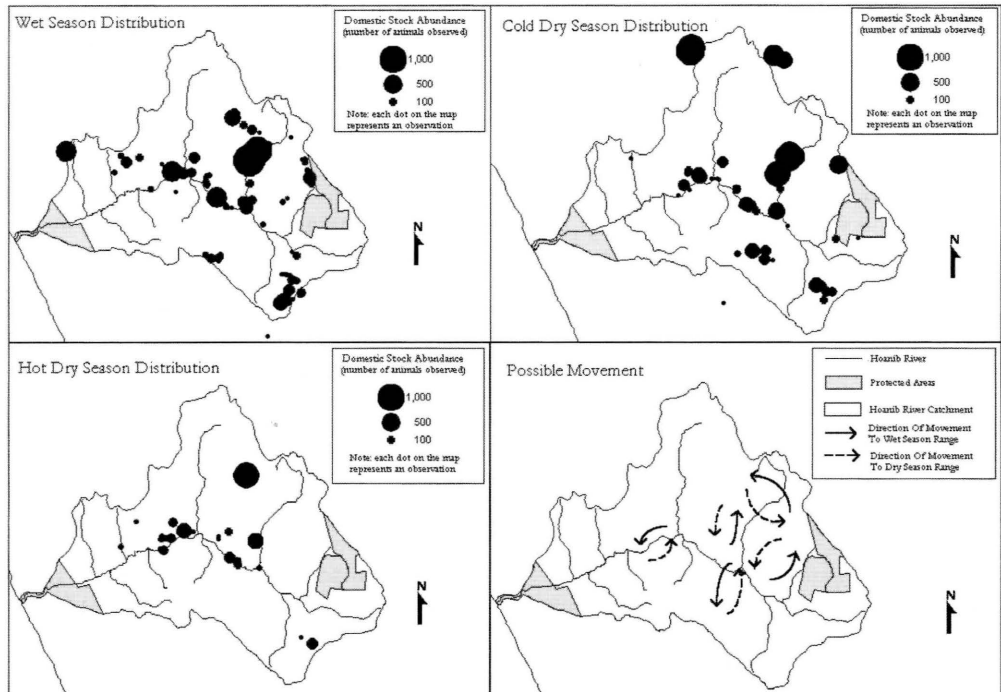 Wet Season Distribution
Domestic Stock Abundance
(number of animals observed)
1,000
500
100
Note: each dot on the map
represents an observation
N
Cold Dry Season Distribution
Domestic Stock Abundance
(number of animals observed)
1,000
500
100
Note: each dot on the map
represents an observation
N
Hot Dry Season Distribution
Domestic Stock Abundance
(number of animals observed)
1,000
500
100
Note: each dot on the map
represents an observation
N
Possible Movement
Hoanib River
Protected Areas
Hoanib River Catchment
Direction Of Movement
To Wet Season Range
Direction Of Movement
To Dry Season Range
N